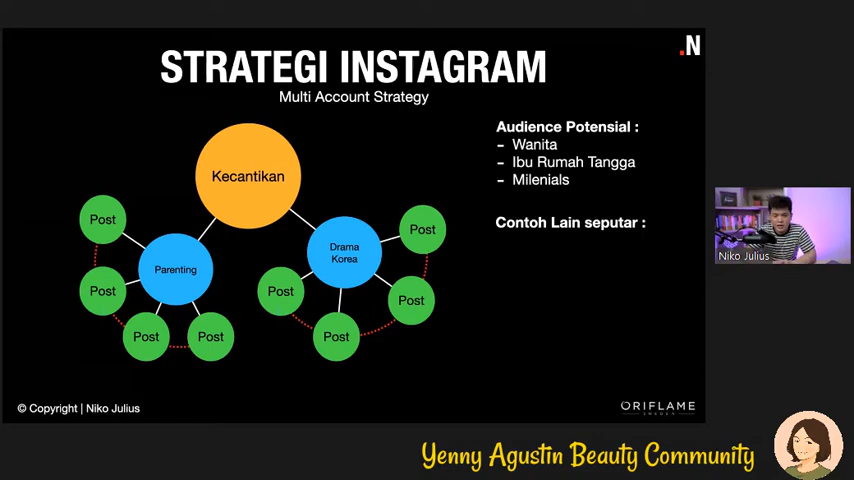 STRATEGI INSTAGRAM
Multi Account Strategy
.N
Kecantikan
Post
Parenting
Post
Post
Post
Drama
Korea
Post
Post
Post
Post
Audience Potensial :
- Wanita
- Ibu Rumah Tangga
- Milenials
Contoh Lain seputar :
Niko Julius
© Copyright | Niko Julius
ORIFLAME
SWEDEN
Yenny Agustin Beauty Community